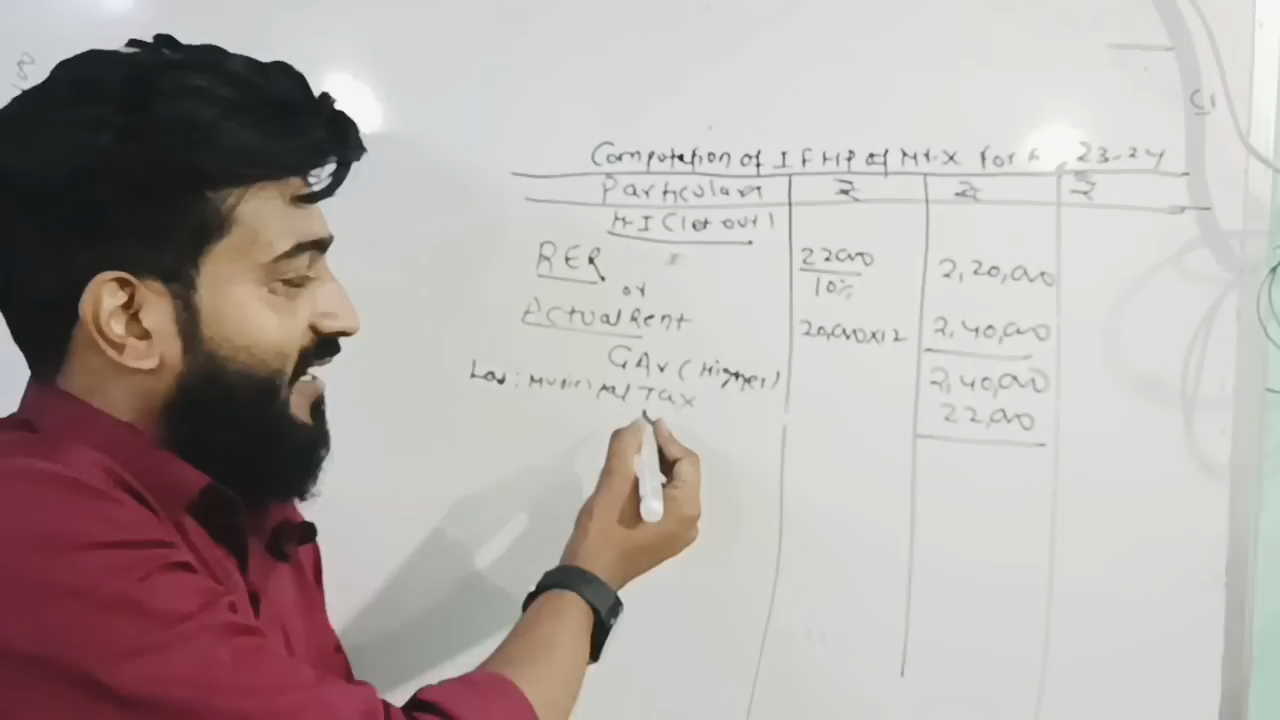 Computation of IFHP of Mr. X for A 23-24
Particulars ₹ ₹ ₹
H-I (let out)
RER 22000 2,20,000
10%
or
Actual Rent 20,000x12 2,40,000
GAV (Higher) 2,40,000
Less: Municipal Tax 22,000